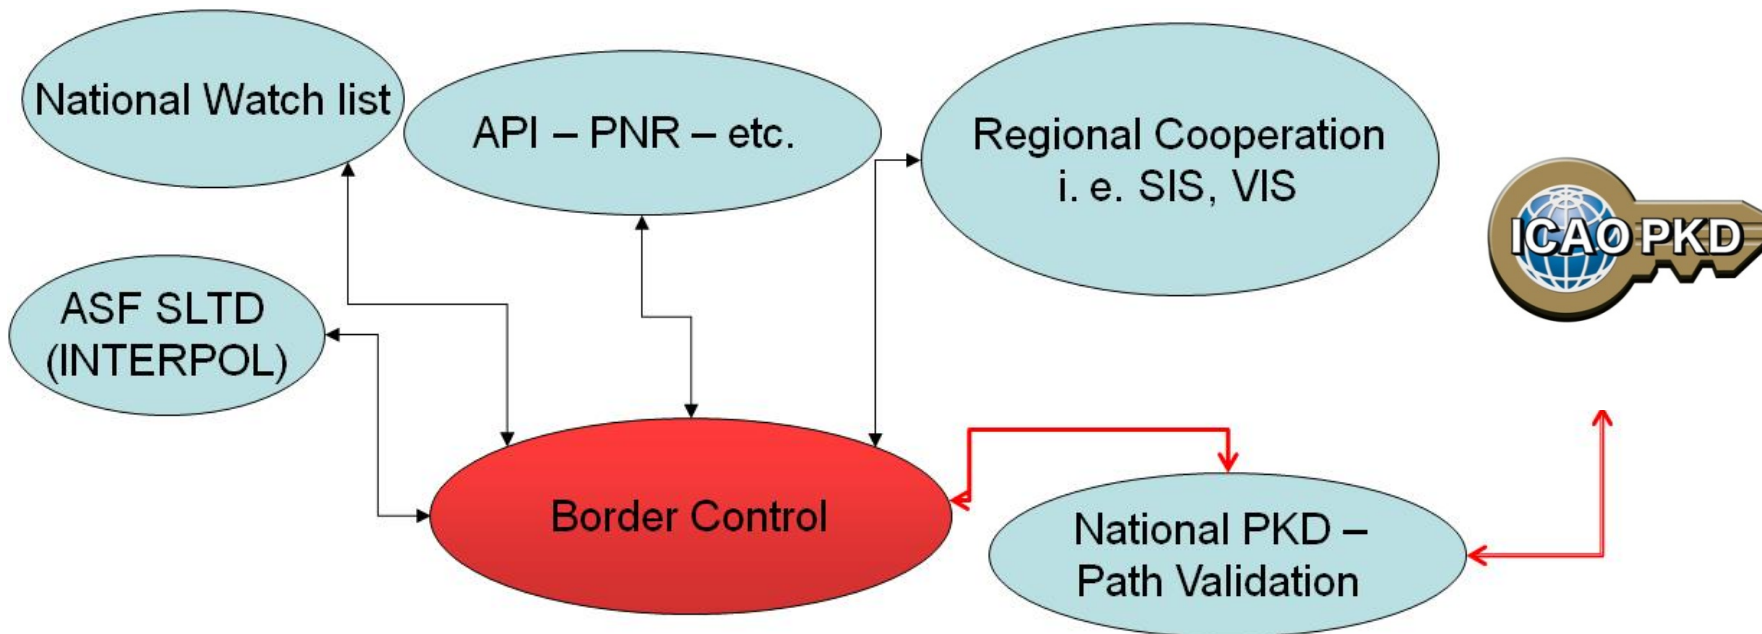 National Watch list
API – PNR – etc.
Regional Cooperation
i. e. SIS, VIS
ICAO PKD
ASF SLTD
(INTERPOL)
Border Control
National PKD –
Path Validation